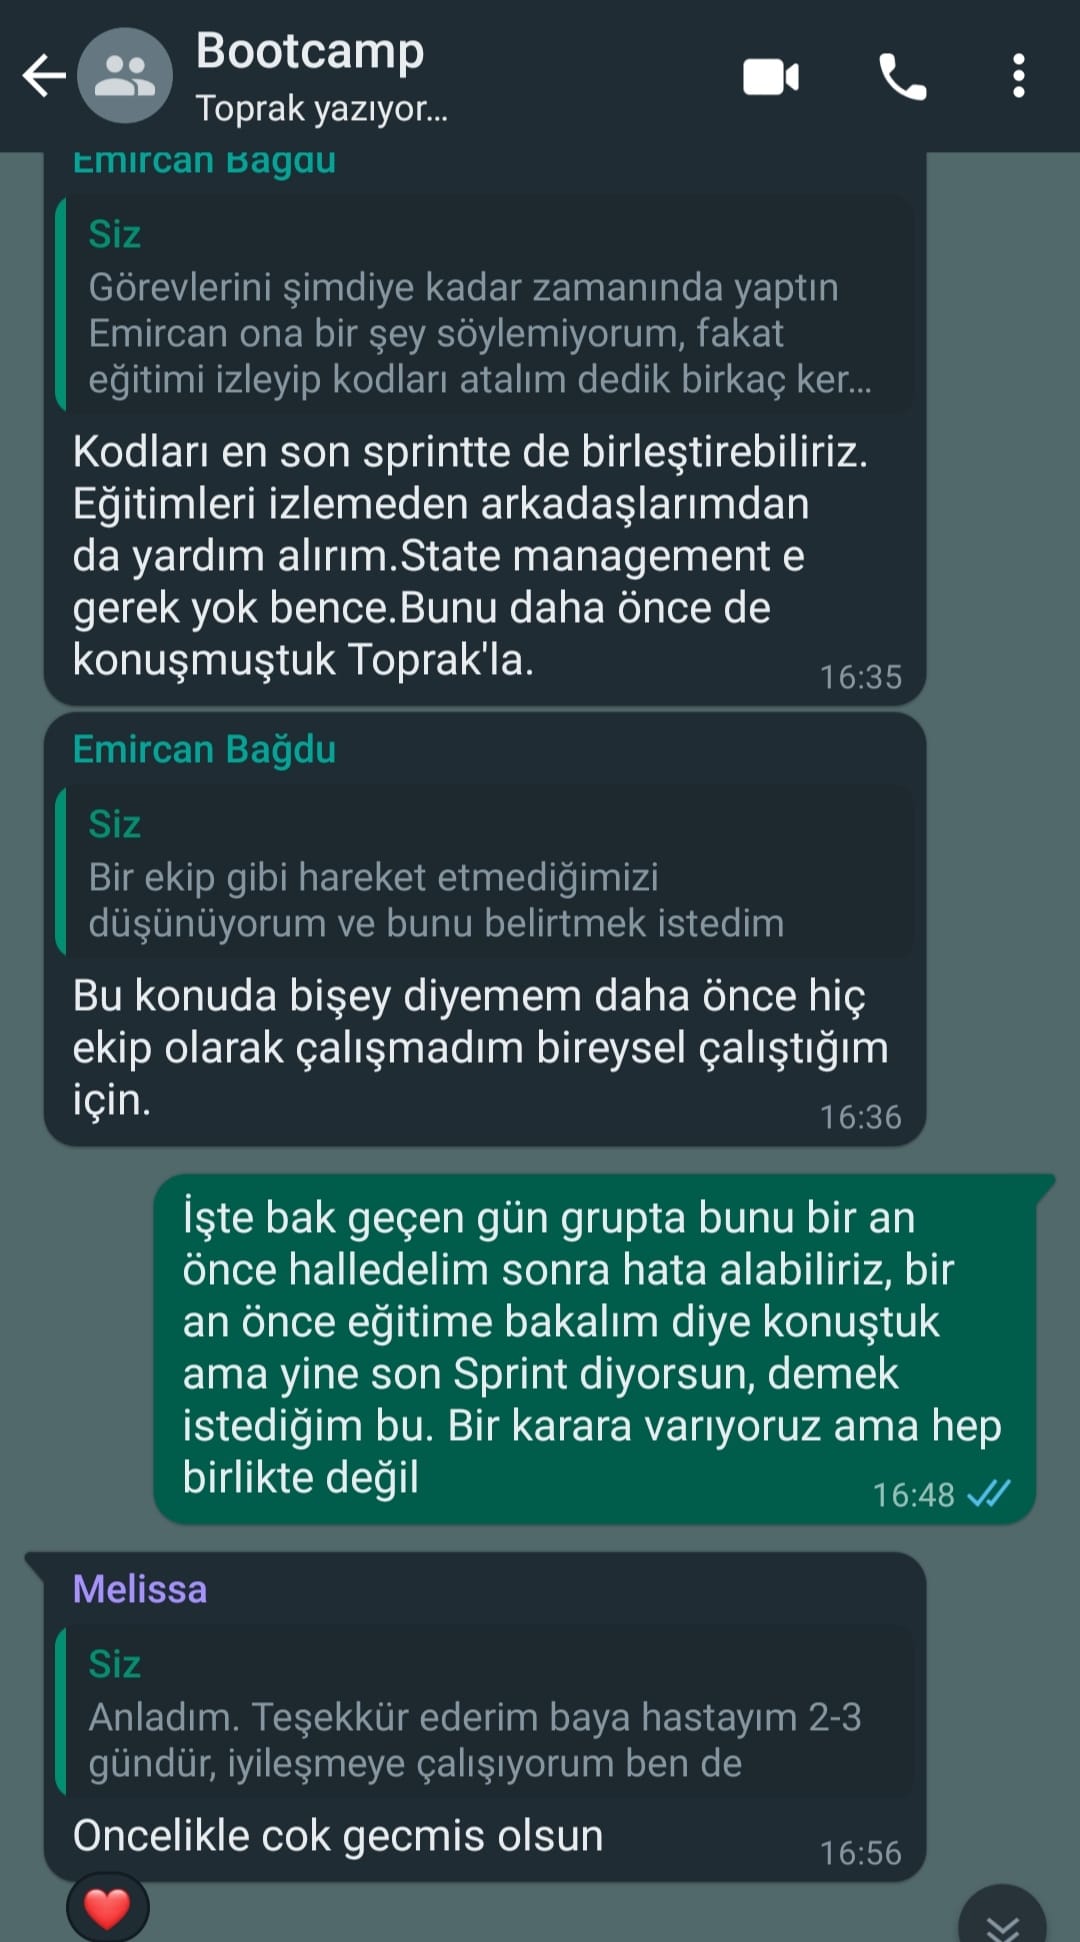 Bootcamp
Toprak yazıyor...
Emircan Bağdu
Siz
Görevlerini şimdiye kadar zamanında yaptın
Emircan ona bir şey söylemiyorum, fakat
eğitimi izleyip kodları atalım dedik birkaç ker...
Kodları en son sprintte de birleştirebiliriz.
Eğitimleri izlemeden arkadaşlarımdan
da yardım alırım.State management e
gerek yok bence.Bunu daha önce de
konuşmuştuk Toprak'la.
16:35
Emircan Bağdu
Siz
Bir ekip gibi hareket etmediğimizi
düşünüyorum ve bunu belirtmek istedim
Bu konuda bişey diyemem daha önce hiç
ekip olarak çalışmadım bireysel çalıştığım
için.
16:36
İşte bak geçen gün grupta bunu bir an
önce halledelim sonra hata alabiliriz, bir
an önce eğitime bakalım diye konuştuk
ama yine son Sprint diyorsun, demek
istediğim bu. Bir karara varıyoruz ama hep
birlikte değil
16:48
Melissa
Siz
Anladım. Teşekkür ederim baya hastayım 2-3
gündür, iyileşmeye çalışıyorum ben de
Oncelikle cok gecmis olsun
16:56